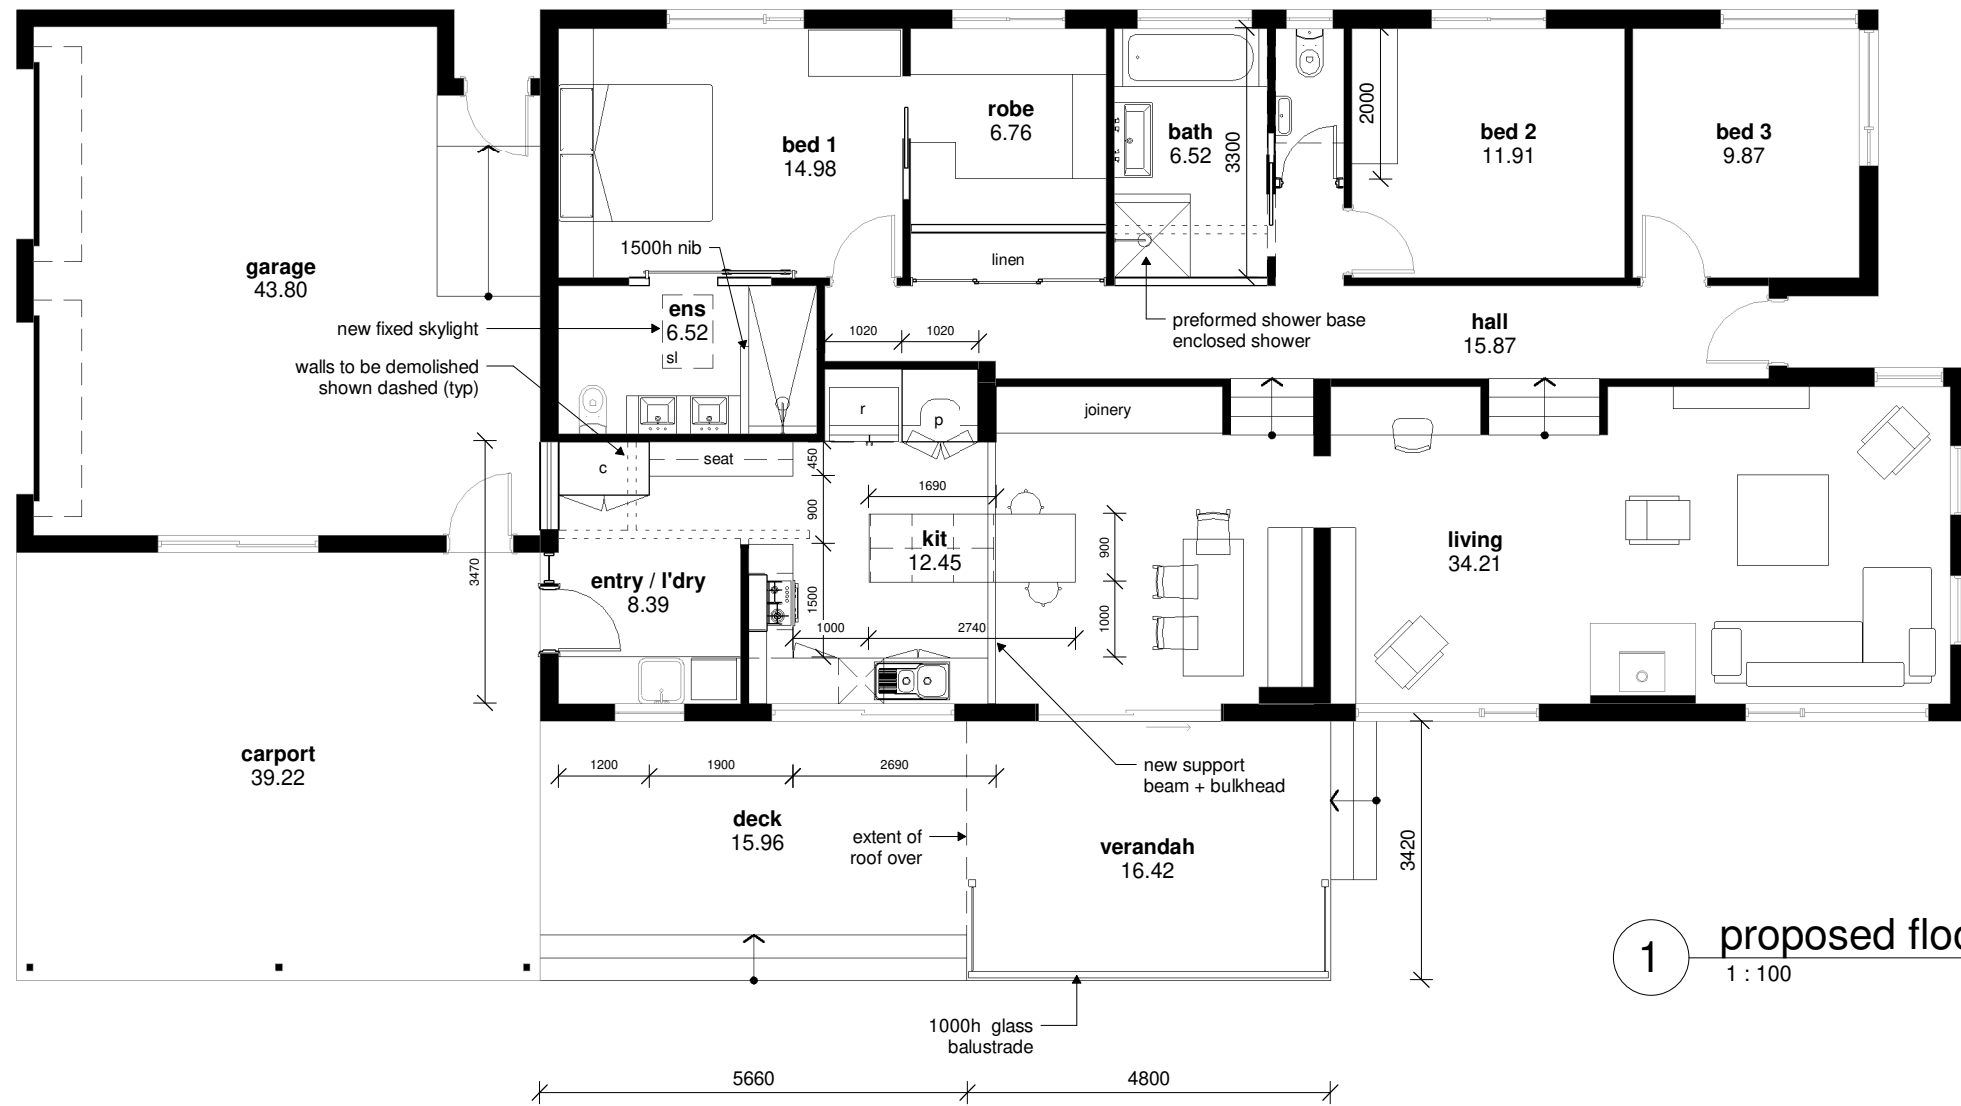 garage
43.80
bed 1
14.98
robe
6.76
linen
bath
6.52
3300
2000
bed 2
11.91
bed 3
9.87
1500h nib
ens
6.52
sl
new fixed skylight
walls to be demolished
shown dashed (typ)
1020
1020
preformed shower base
enclosed shower
hall
15.87
r
p
joinery
c
seat
450
900
1500
1690
kit
12.45
900
1000
1000
2740
3470
entry / l'dry
8.39
living
34.21
carport
39.22
1200
1900
2690
deck
15.96
extent of
roof over
new support
beam + bulkhead
verandah
16.42
3420
1
proposed floo
1 : 100
1000h glass
balustrade
5660
4800